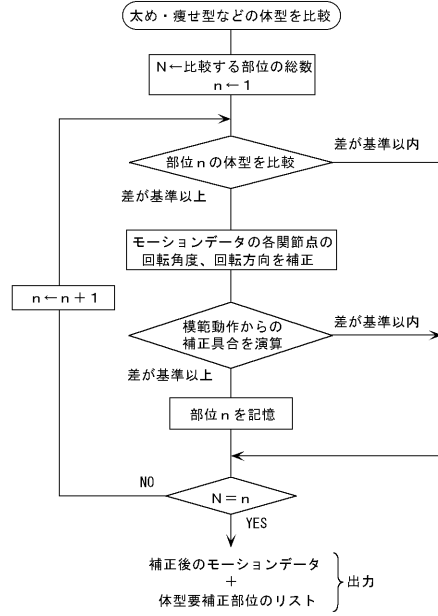 太め・痩せ型などの体型を比較
N←比較する部位の総数
n←1
部位nの体型を比較
差が基準以内
差が基準以上
モーションデータの各関節点の
回転角度、回転方向を補正
n←n+1
模範動作からの
補正具合を演算
差が基準以内
差が基準以上
部位nを記憶
NO
N=n
YES
補正後のモーションデータ
+
体型要補正部位のリスト
出力